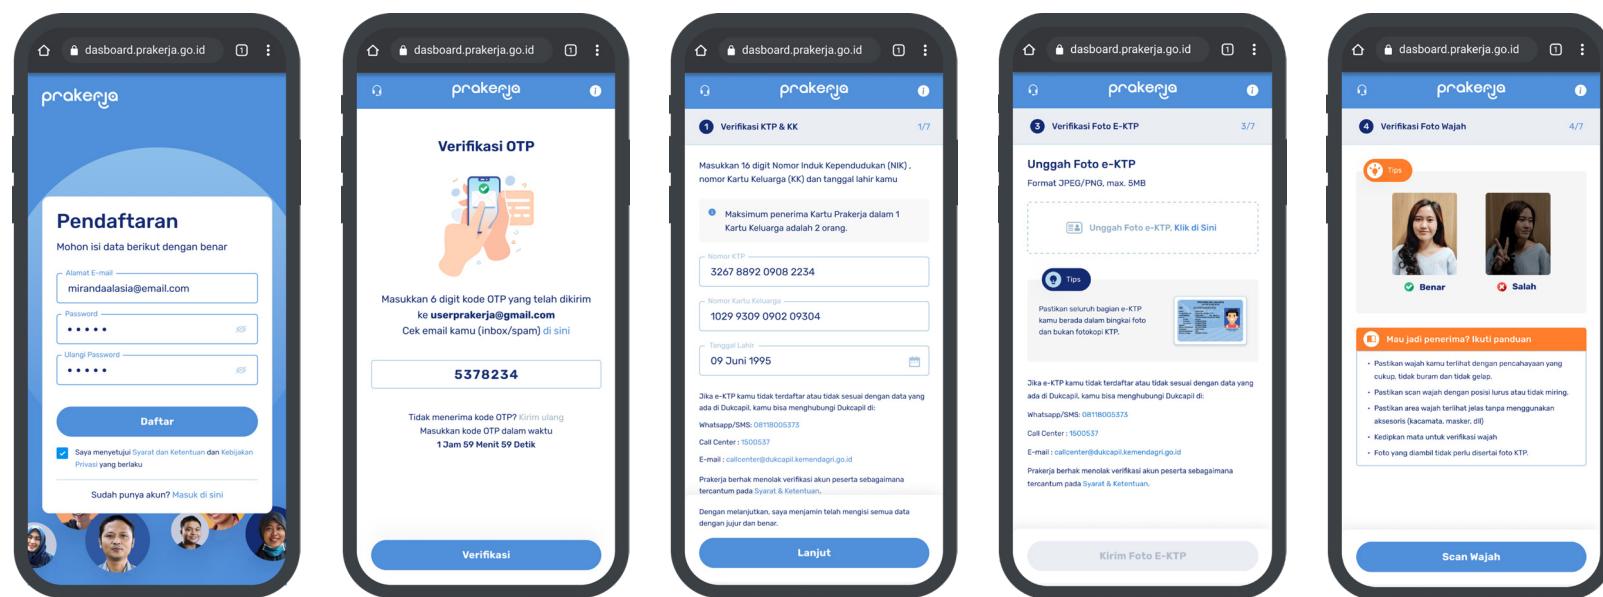 dasboard.prakerja.go.id
1
prakerja
Pendaftaran
Mohon isi data berikut dengan benar
Alamat E-mail
mirandaalasia@email.com
Password
Ulangi Password
Daftar
Saya menyetujui Syarat dan Ketentuan dan Kebijakan
Privasi yang berlaku
Sudah punya akun? Masuk di sini
dasboard.prakerja.go.id
1
prakerja
Verifikasi OTP
Masukkan 6 digit kode OTP yang telah dikirim
ke userprakerja@gmail.com
Cek email kamu (inbox/spam) di sini
5378234
Tidak menerima kode OTP? Kirim ulang
Masukkan kode OTP dalam waktu
1 Jam 59 Menit 59 Detik
Verifikasi
dasboard.prakerja.go.id
1
prakerja
1 Verifikasi KTP & KK 1/7
Masukkan 16 digit Nomor Induk Kependudukan (NIK) ,
nomor Kartu Keluarga (KK) dan tanggal lahir kamu
Maksimum penerima Kartu Prakerja dalam 1
Kartu Keluarga adalah 2 orang.
Nomor KTP
3267 8892 0908 2234
Nomor Kartu Keluarga
1029 9309 0902 09304
Tanggal Lahir
09 Juni 1995
Jika e-KTP kamu tidak terdaftar atau tidak sesuai dengan data yang
ada di Dukcapil, kamu bisa menghubungi Dukcapil di:
Whatsapp/SMS: 08118005373
Call Center : 1500537
E-mail : callcenter@dukcapil.kemendagri.go.id
Prakerja berhak menolak verifikasi akun peserta sebagaimana
tercantum pada Syarat & Ketentuan.
Dengan melanjutkan, saya menjamin telah mengisi semua data
dengan jujur dan benar.
Lanjut
dasboard.prakerja.go.id
1
prakerja
3 Verifikasi Foto E-KTP 3/7
Unggah Foto e-KTP
Format JPEG/PNG, max. 5MB
Unggah Foto e-KTP, Klik di Sini
Tips
Pastikan seluruh bagian e-KTP
kamu berada dalam bingkai foto
dan bukan fotokopi KTP.
Jika e-KTP kamu tidak terdaftar atau tidak sesuai dengan data yang
ada di Dukcapil, kamu bisa menghubungi Dukcapil di:
Whatsapp/SMS: 08118005373
Call Center : 1500537
E-mail : callcenter@dukcapil.kemendagri.go.id
Prakerja berhak menolak verifikasi akun peserta sebagaimana
tercantum pada Syarat & Ketentuan.
Kirim Foto E-KTP
dasboard.prakerja.go.id
1
prakerja
4 Verifikasi Foto Wajah 4/7
Tips
Benar
Salah
Mau jadi penerima? Ikuti panduan
• Pastikan wajah kamu terlihat dengan pencahayaan yang
cukup, tidak buram dan tidak gelap.
• Pastikan scan wajah dengan posisi lurus atau tidak miring.
• Pastikan area wajah terlihat jelas tanpa menggunakan
aksesoris (kacamata, masker, dll)
• Kedipkan mata untuk verifikasi wajah
• Foto yang diambil tidak perlu disertai foto KTP.
Scan Wajah